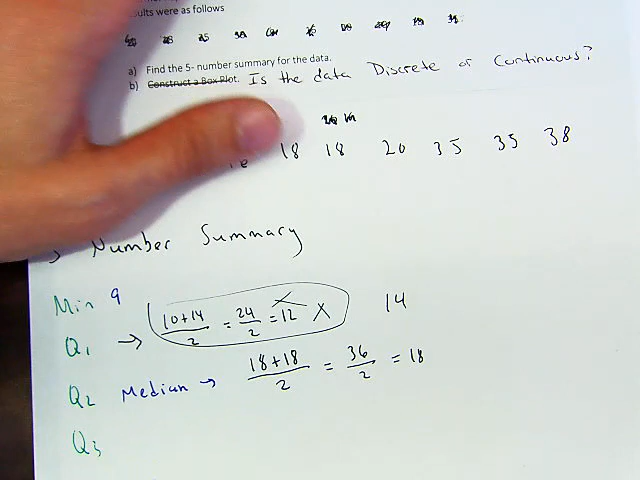 ults were as follows
a) Find the 5- number summary for the data.
b) Construct a Box Plot. Is the data Discrete or Continuous?
18 18 20 35 35 38
Number Summary
Min 9
Q1 → 10+14/2 = 24/2 = 12 X 14
Q2 Median → 18+18/2 = 36/2 = 18
Q3